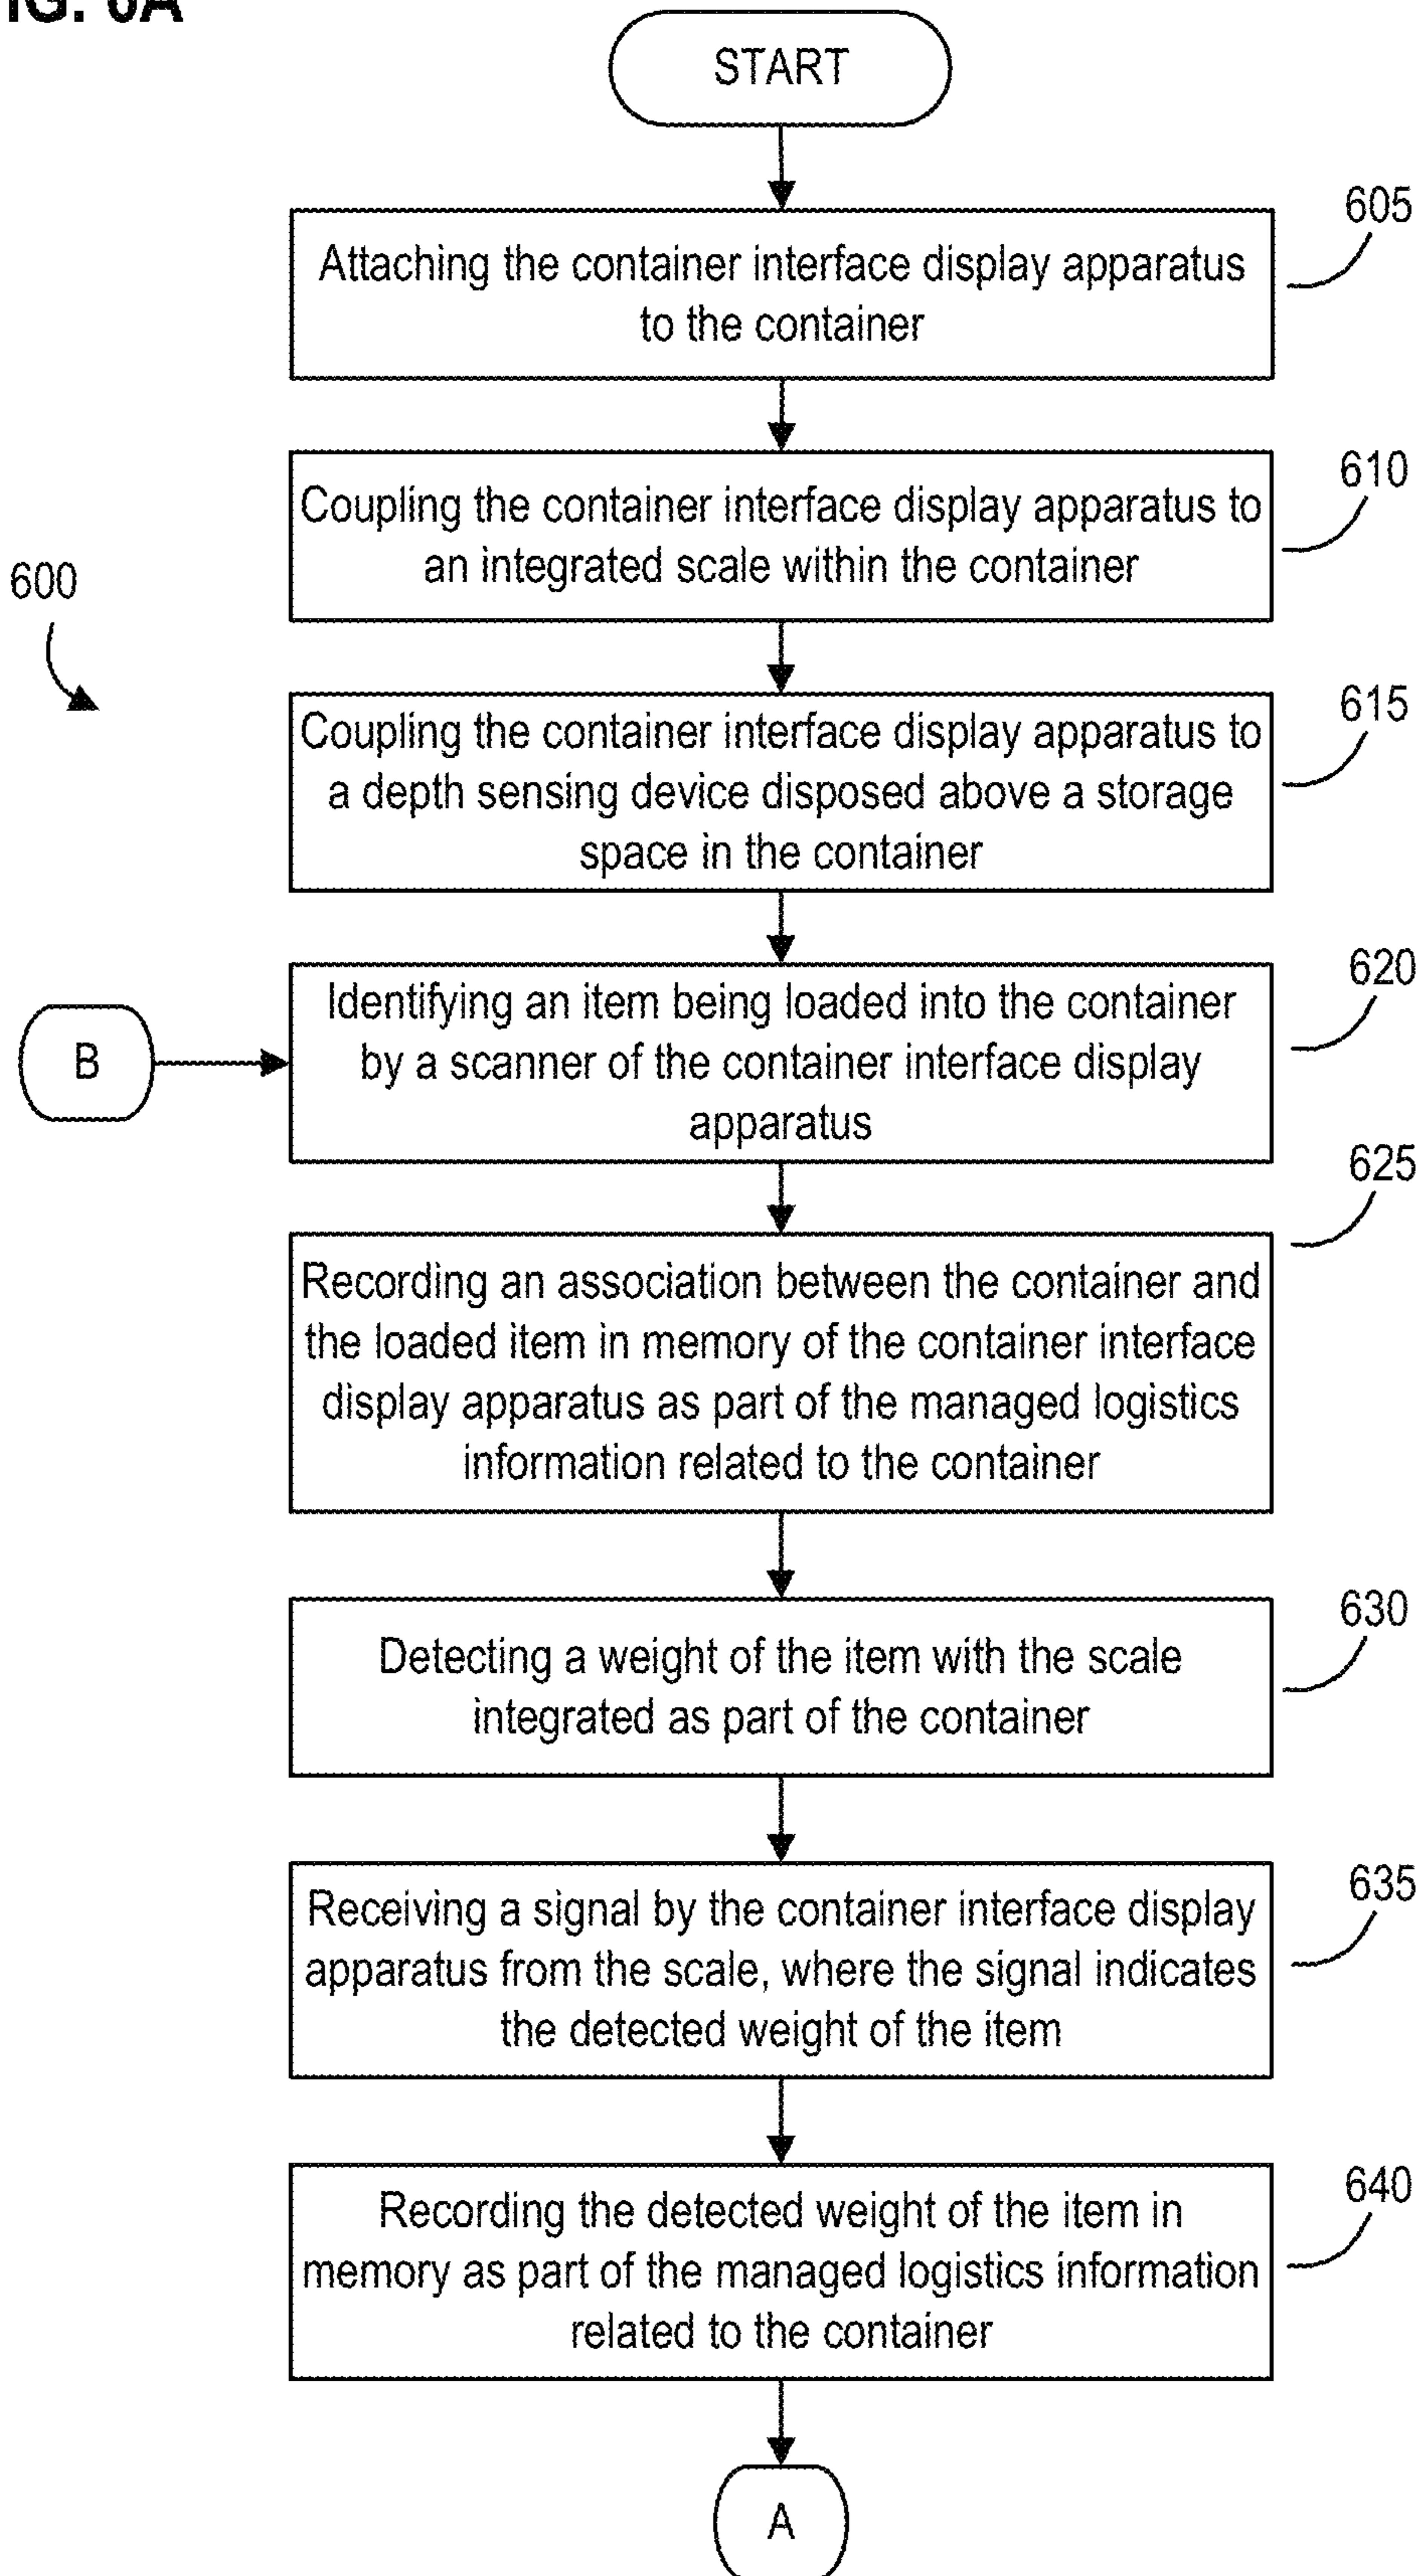 IG. 6A
START
605
Attaching the container interface display apparatus
to the container
610
Coupling the container interface display apparatus to
an integrated scale within the container
600
615
Coupling the container interface display apparatus to
a depth sensing device disposed above a storage
space in the container
620
Identifying an item being loaded into the container
by a scanner of the container interface display
apparatus
B
625
Recording an association between the container and
the loaded item in memory of the container interface
display apparatus as part of the managed logistics
information related to the container
630
Detecting a weight of the item with the scale
integrated as part of the container
635
Receiving a signal by the container interface display
apparatus from the scale, where the signal indicates
the detected weight of the item
640
Recording the detected weight of the item in
memory as part of the managed logistics information
related to the container
A